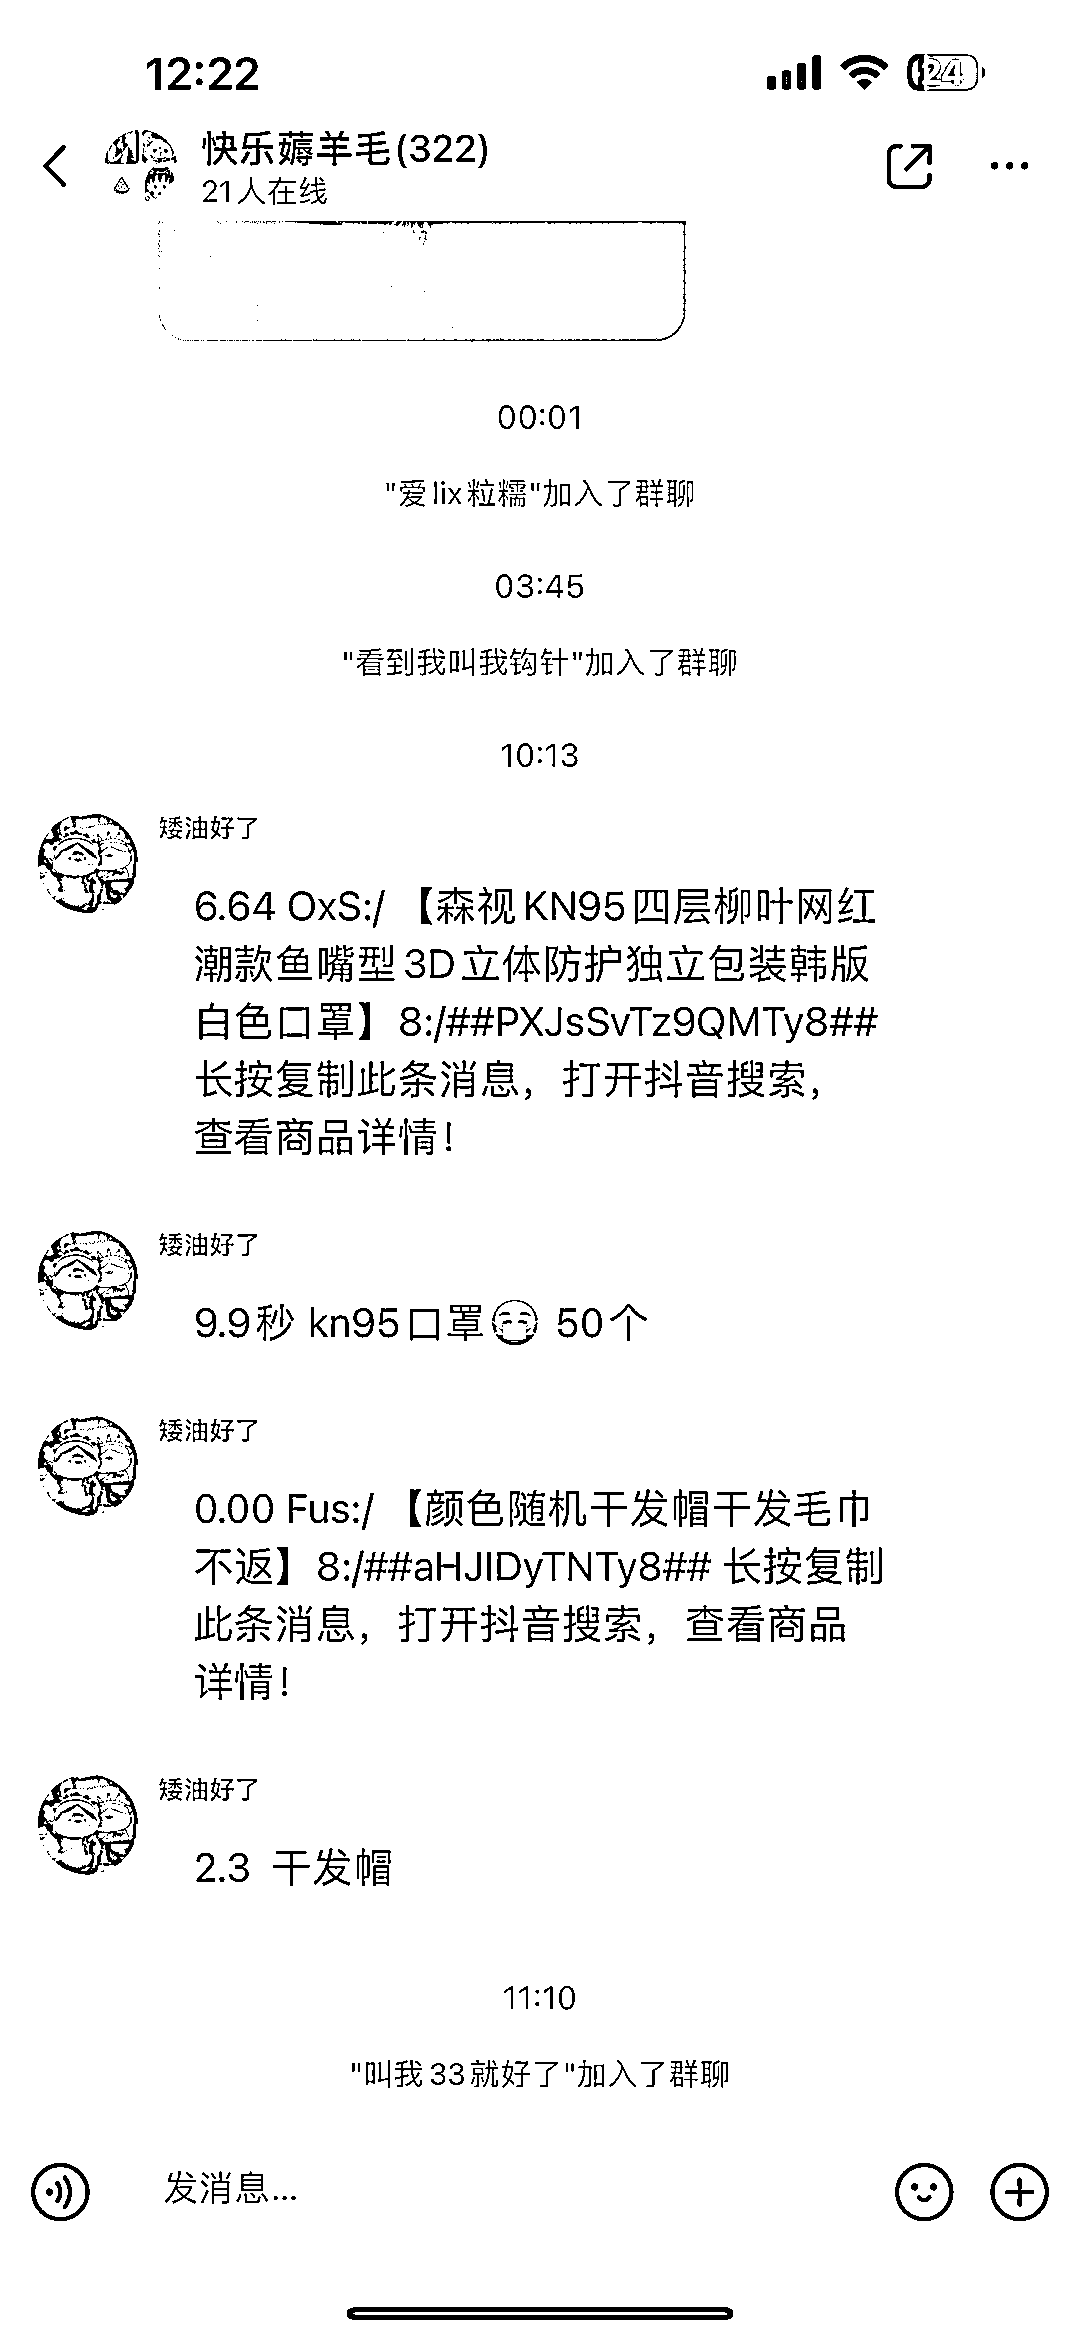 12:22
24
快乐薅羊毛(322)
21人在线
00:01
"爱lix粒糯"加入了群聊
03:45
"看到我叫我钩针"加入了群聊
10:13
矮油好了
6.64 OxS:/ 【森视KN95四层柳叶网红
潮款鱼嘴型3D立体防护独立包装韩版
白色口罩】8:/##PXJsSvTz9QMTy8##
长按复制此条消息，打开抖音搜索，
查看商品详情！
矮油好了
9.9秒 kn95口罩😷 50个
矮油好了
0.00 Fus:/ 【颜色随机干发帽干发毛巾
不返】8:/##aHJIDyTNTy8## 长按复制
此条消息，打开抖音搜索，查看商品
详情！
矮油好了
2.3 干发帽
11:10
"叫我33就好了"加入了群聊
发消息...